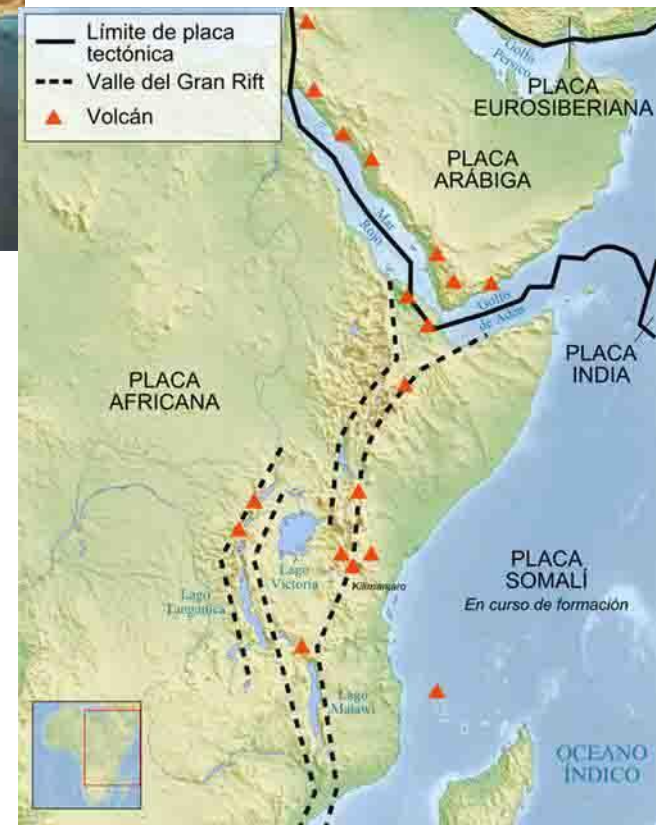 Límite de placa
tectónica
Valle del Gran Rift
Volcán
Golfo
Pérsico
PLACA
EUROSIBERIANA
PLACA
ARÁBIGA
Mar
Rojo
Golfo
de Adén
PLACA
INDIA
PLACA
AFRICANA
Lago
Victoria
Kilimanjaro
PLACA
SOMALÍ
En curso de formación
Lago
Tanganica
Lago
Malawi
OCEANO
ÍNDICO